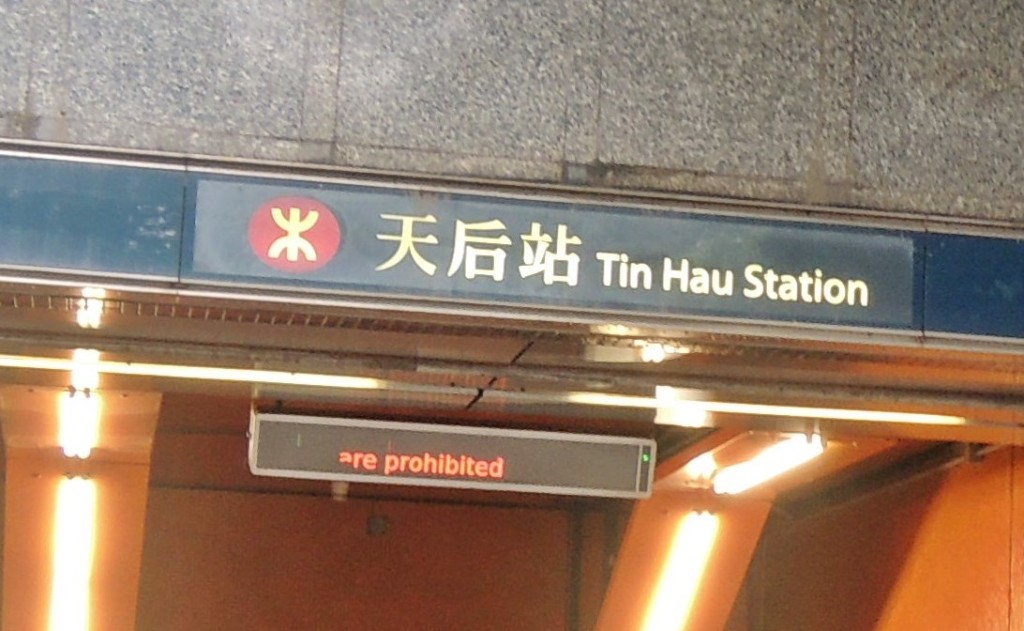 天后站 Tin Hau Station
are prohibited